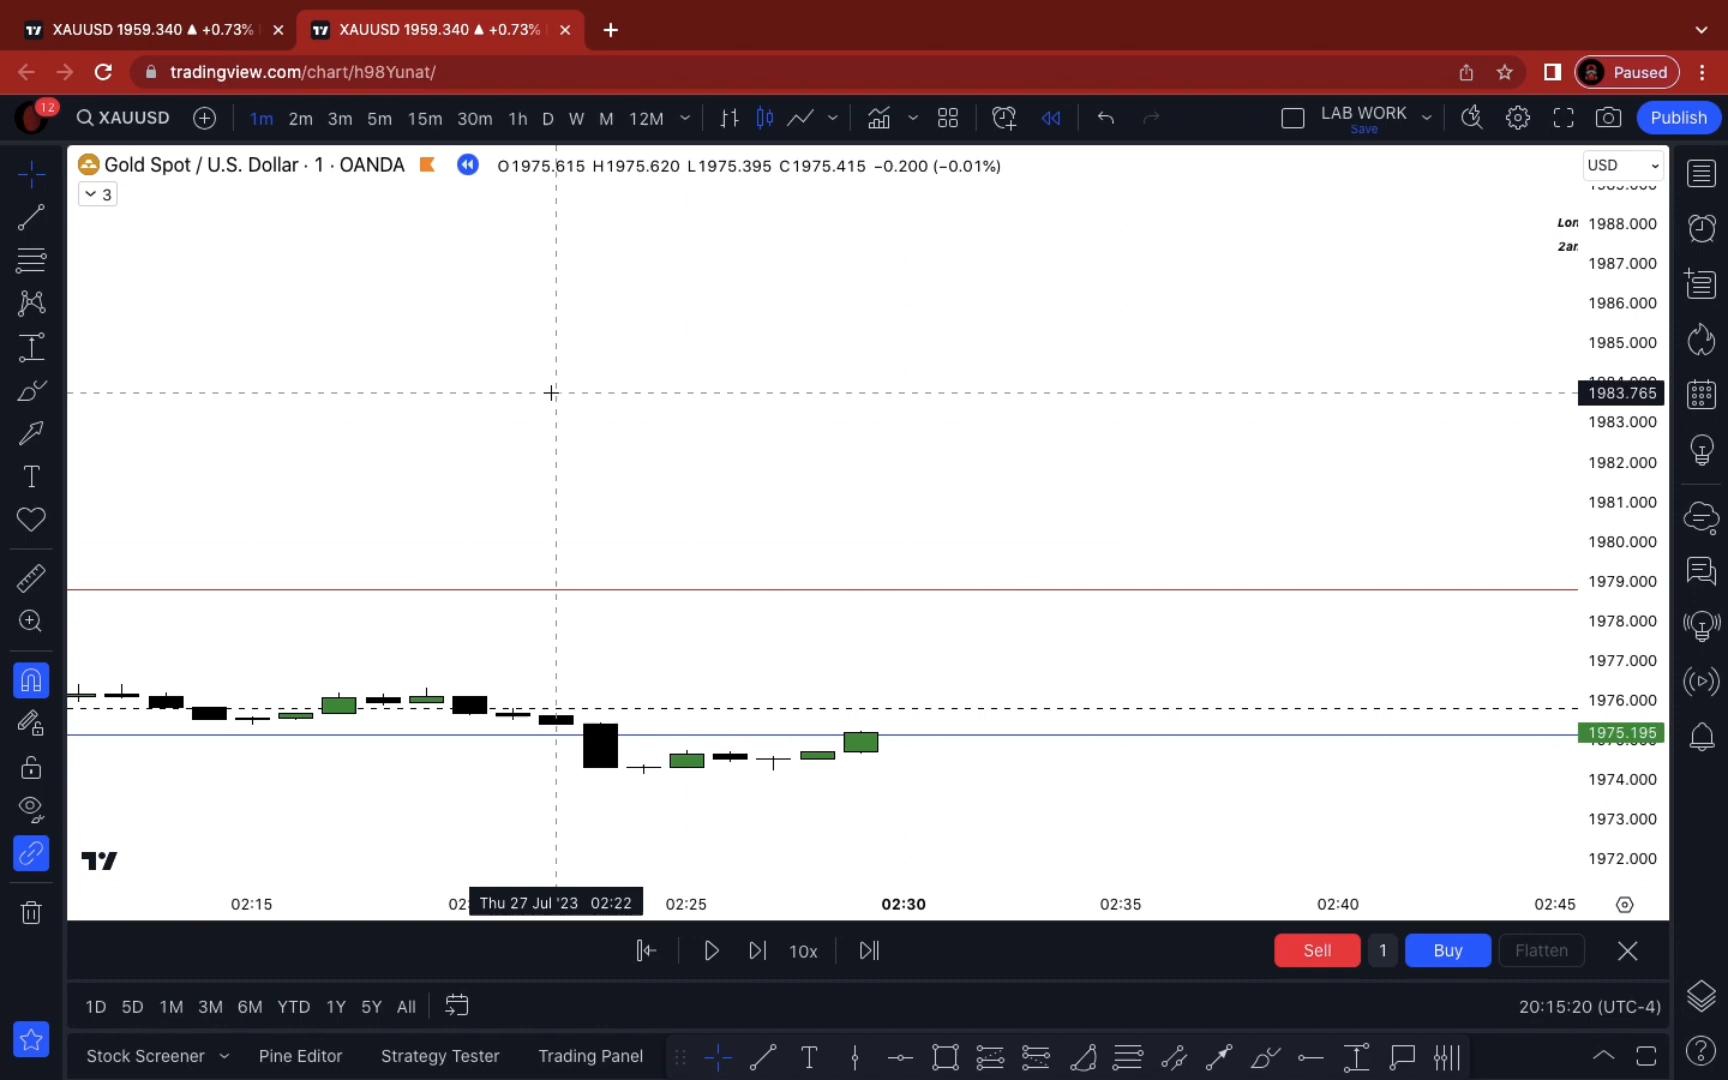 XAUUSD 1959.340 ▲ +0.73%
XAUUSD 1959.340 ▲ +0.73%
tradingview.com/chart/h98Yunat/
Paused
12
XAUUSD
1m 2m 3m 5m 15m 30m 1h D W M 12M
LAB WORK
Save
Publish
Gold Spot / U.S. Dollar · 1 · OANDA
O1975.615 H1975.620 L1975.395 C1975.415 −0.200 (−0.01%)
USD
3
1988.000
1987.000
1986.000
1985.000
1983.765
1983.000
1982.000
1981.000
1980.000
1979.000
1978.000
1977.000
1976.000
1975.195
1974.000
1973.000
1972.000
02:15
Thu 27 Jul '23 02:22
02:25
02:30
02:35
02:40
02:45
10x
Sell
1
Buy
Flatten
1D 5D 1M 3M 6M YTD 1Y 5Y All
20:15:20 (UTC-4)
Stock Screener
Pine Editor
Strategy Tester
Trading Panel